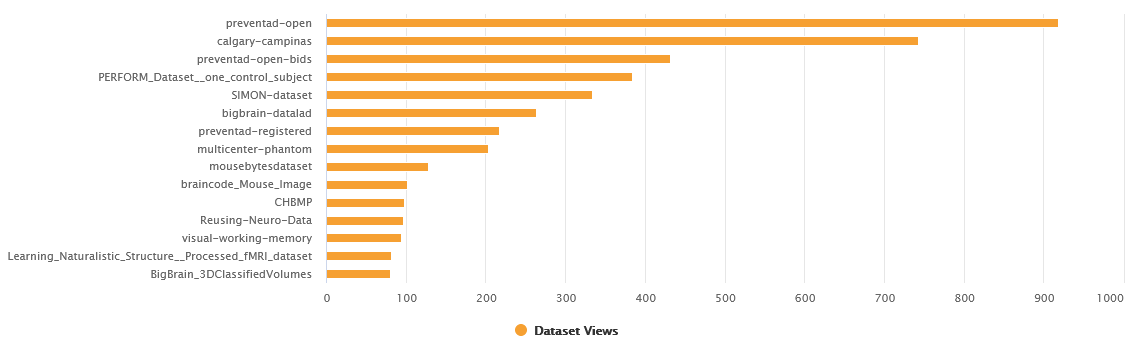 preventad-open
calgary-campinas
preventad-open-bids
PERFORM_Dataset__one_control_subject
SIMON-dataset
bigbrain-datalad
preventad-registered
multicenter-phantom
mousebytesdataset
braincode_Mouse_Image
CHBMP
Reusing-Neuro-Data
visual-working-memory
Learning_Naturalistic_Structure__Processed_fMRI_dataset
BigBrain_3DClassifiedVolumes
0 100 200 300 400 500 600 700 800 900 1000
Dataset Views